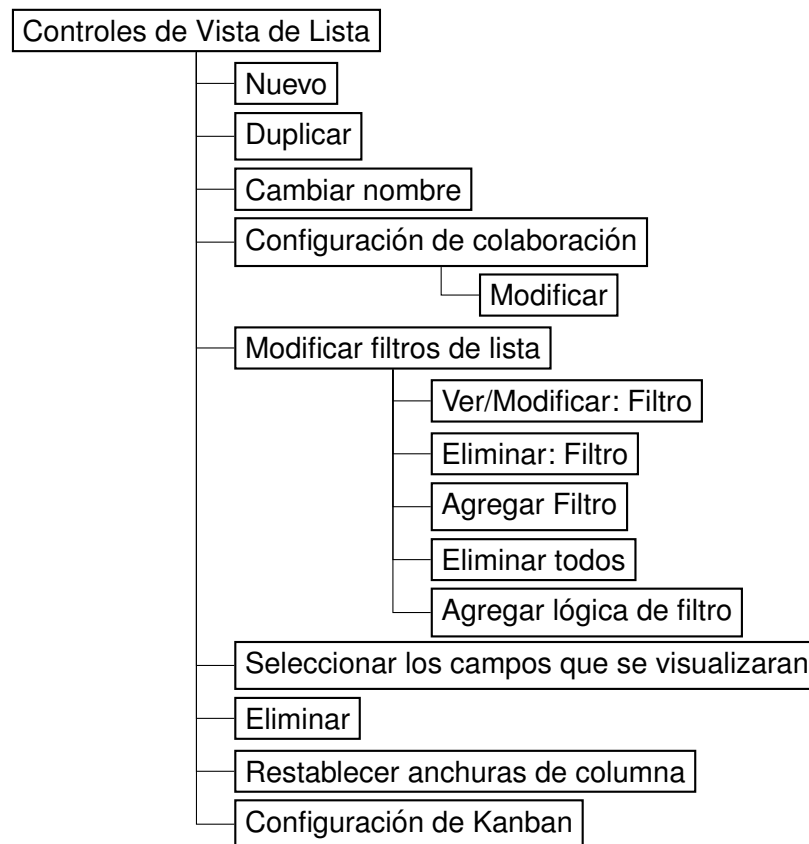 Controles de Vista de Lista
Nuevo
Duplicar
Cambiar nombre
Configuración de colaboración
Modificar
Modificar filtros de lista
Ver/Modificar: Filtro
Eliminar: Filtro
Agregar Filtro
Eliminar todos
Agregar lógica de filtro
Seleccionar los campos que se visualizaran
Eliminar
Restablecer anchuras de columna
Configuración de Kanban